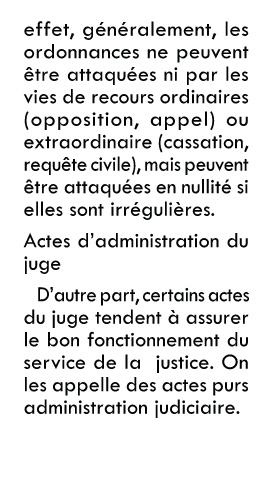 effet, généralement, les
ordonnances ne peuvent
être attaquées ni par les
vies de recours ordinaires
(opposition, appel) ou
extraordinaire (cassation,
requête civile), mais peuvent
être attaquées en nullité si
elles sont irrégulières.
Actes d'administration du
juge
D'autre part, certains actes
du juge tendent à assurer
le bon fonctionnement du
service de la justice. On
les appelle des actes purs
administration judiciaire.